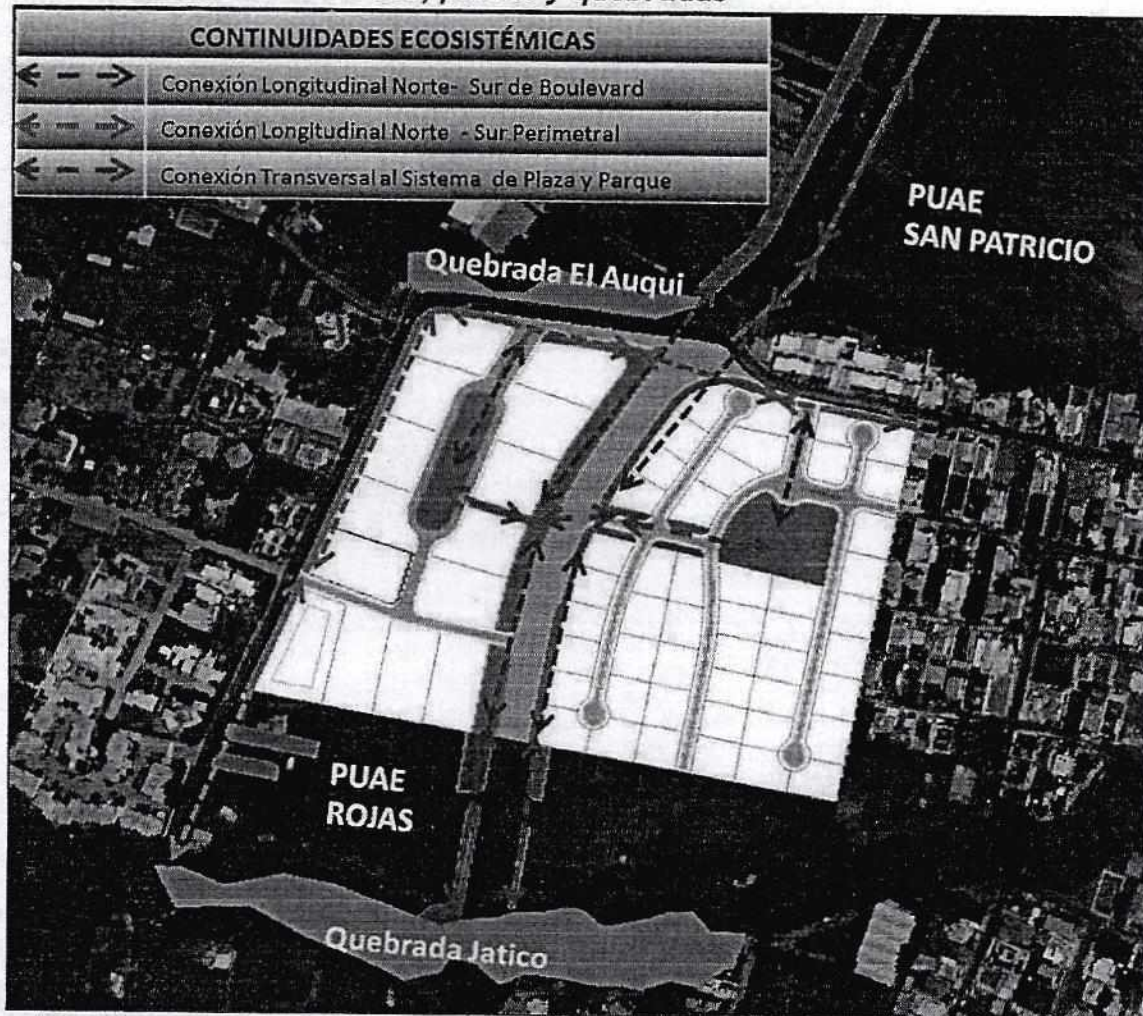 y quebradas
CONTINUIDADES ECOSISTÉMICAS
Conexión Longitudinal Norte- Sur de Boulevard
Conexión Longitudinal Norte - Sur Perimetral
Conexión Transversal al Sistema de Plaza y Parque
PUAE
SAN PATRICIO
Quebrada El Auqui
PUAE
ROJAS
Quebrada Jatico